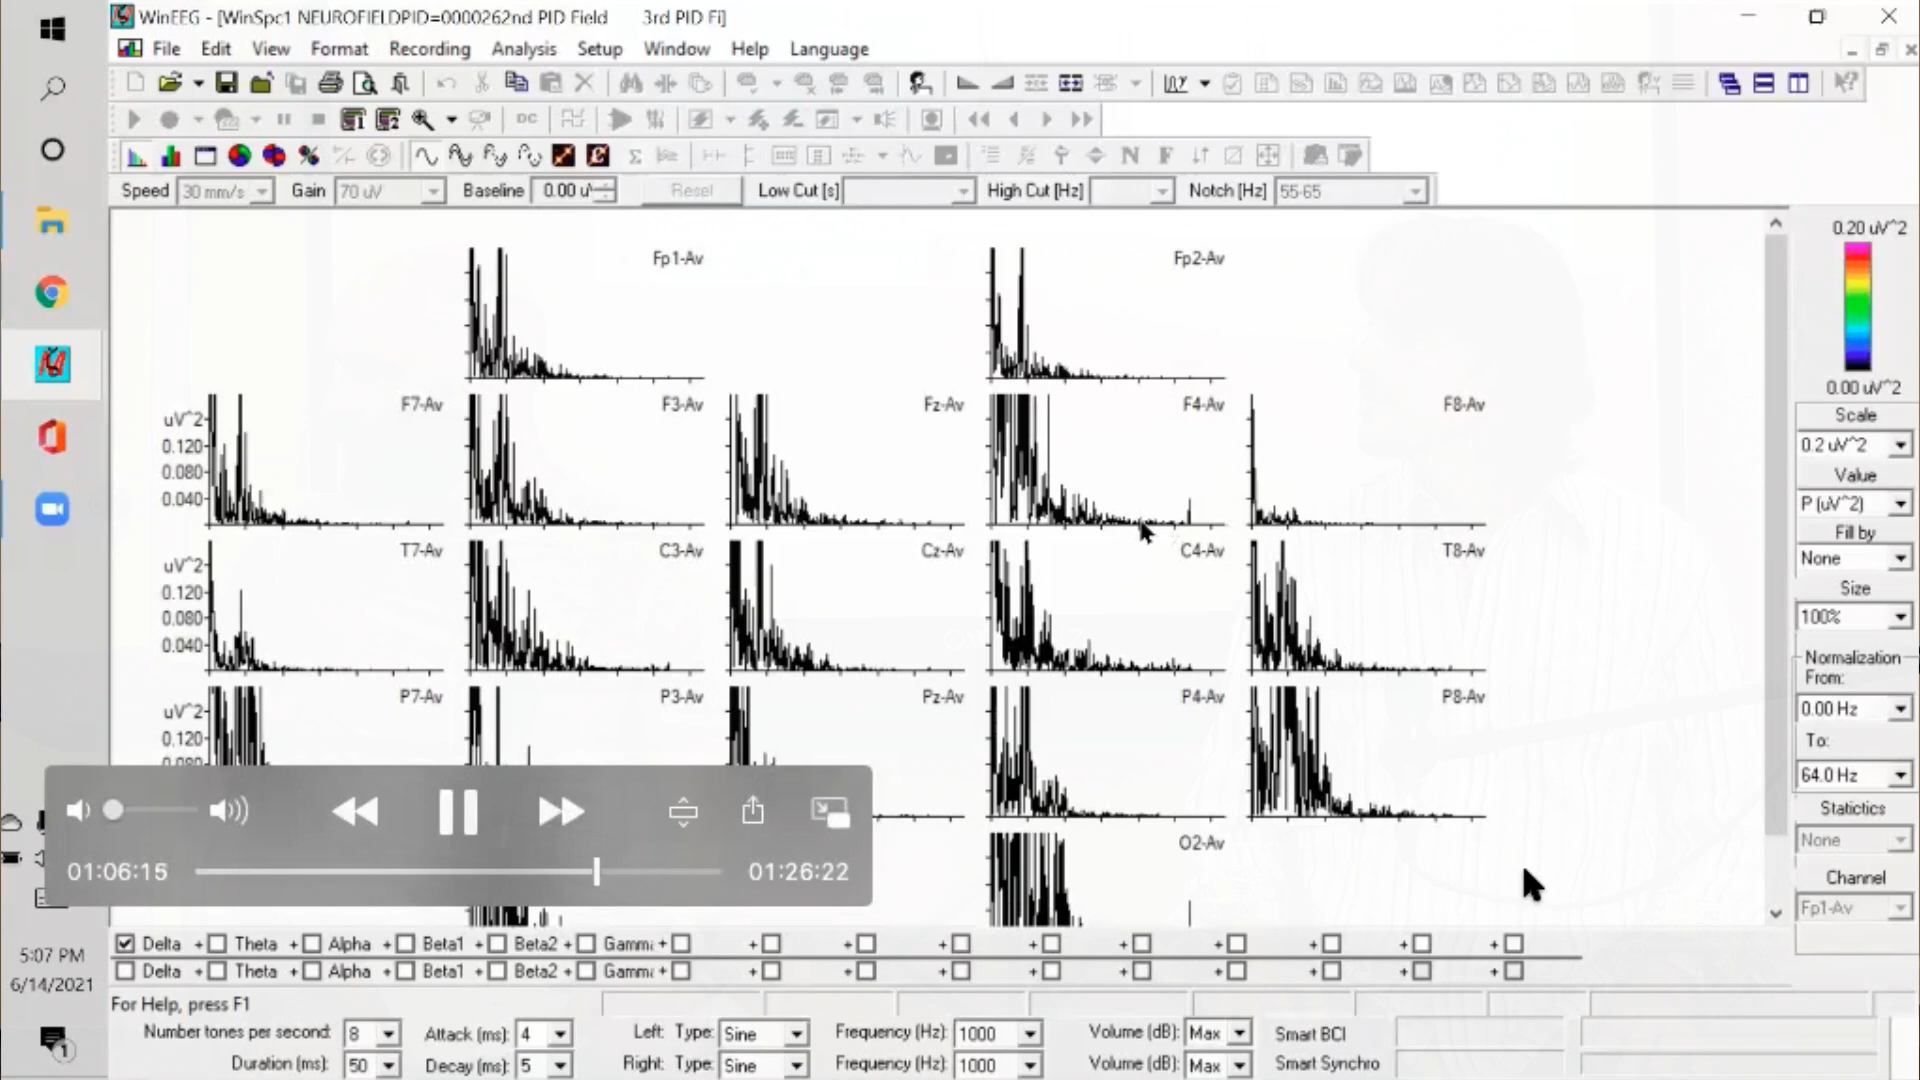 WinEEG - [WinSpc1 NEUROFIELDPID=0000262nd PID Field 3rd PID Fi]
File Edit View Format Recording Analysis Setup Window Help Language
DC
Speed 30 mm/s Gain 70 uV Baseline 0.00 uV Reset Low Cut [s] High Cut [Hz] Notch [Hz] 55-65
0.20 uV^2
0.00 uV^2
Scale
0.2 uV^2
Value
P (uV^2)
Fill by
None
Size
100%
Normalization
From:
0.00 Hz
To:
64.0 Hz
Statictics
None
Channel
Fp1-Av
Fp1-Av Fp2-Av
F7-Av F3-Av Fz-Av F4-Av F8-Av
uV^2
0.120
0.080
0.040
T7-Av C3-Av Cz-Av C4-Av T8-Av
uV^2
0.120
0.080
0.040
P7-Av P3-Av Pz-Av P4-Av P8-Av
uV^2
0.120
0.080
O2-Av
01:06:15 01:26:22
5:07 PM
6/14/2021
1
Delta + Theta + Alpha + Beta1 + Beta2 + Gamma + + + + + + + + + +
Delta + Theta + Alpha + Beta1 + Beta2 + Gamma + + + + + + + + + +
For Help, press F1
Number tones per second: 8 Attack (ms): 4 Left: Type: Sine Frequency (Hz): 1000 Volume (dB): Max Smart BCI
Duration (ms): 50 Decay (ms): 5 Right: Type: Sine Frequency (Hz): 1000 Volume (dB): Max Smart Synchro